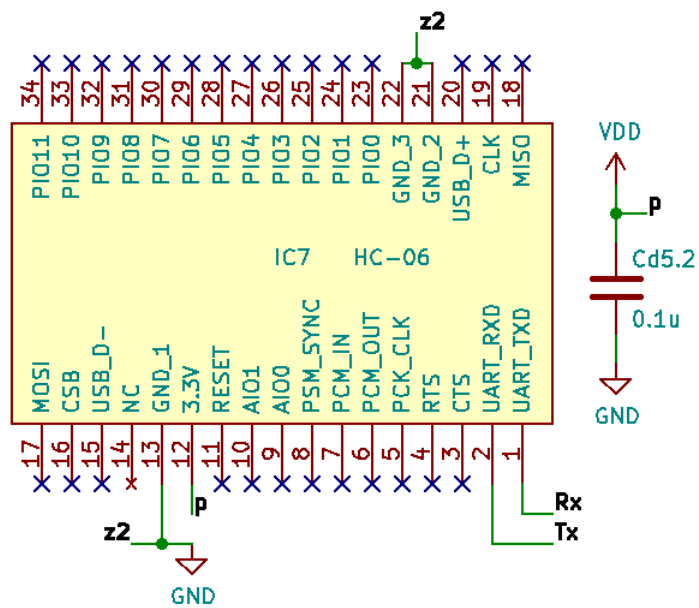 z2
34 33 32 31 30 29 28 27 26 25 24 23 22 21 20 19 18
PIO11 PIO10 PIO9 PIO8 PIO7 PIO6 PIO5 PIO4 PIO3 PIO2 PIO1 PIO0 GND_3 GND_2 USB_D+ CLK MISO
VDD
p
IC7 HC-06
Cd5.2
0.1u
GND
MOSI CSB USB_D- NC GND_1 3.3V RESET AIO1 AIO0 PSM_SYNC PCM_IN PCM_OUT PCK_CLK RTS CTS UART_RXD UART_TXD
17 16 15 14 13 12 11 10 9 8 7 6 5 4 3 2 1
p
Rx
z2
Tx
GND